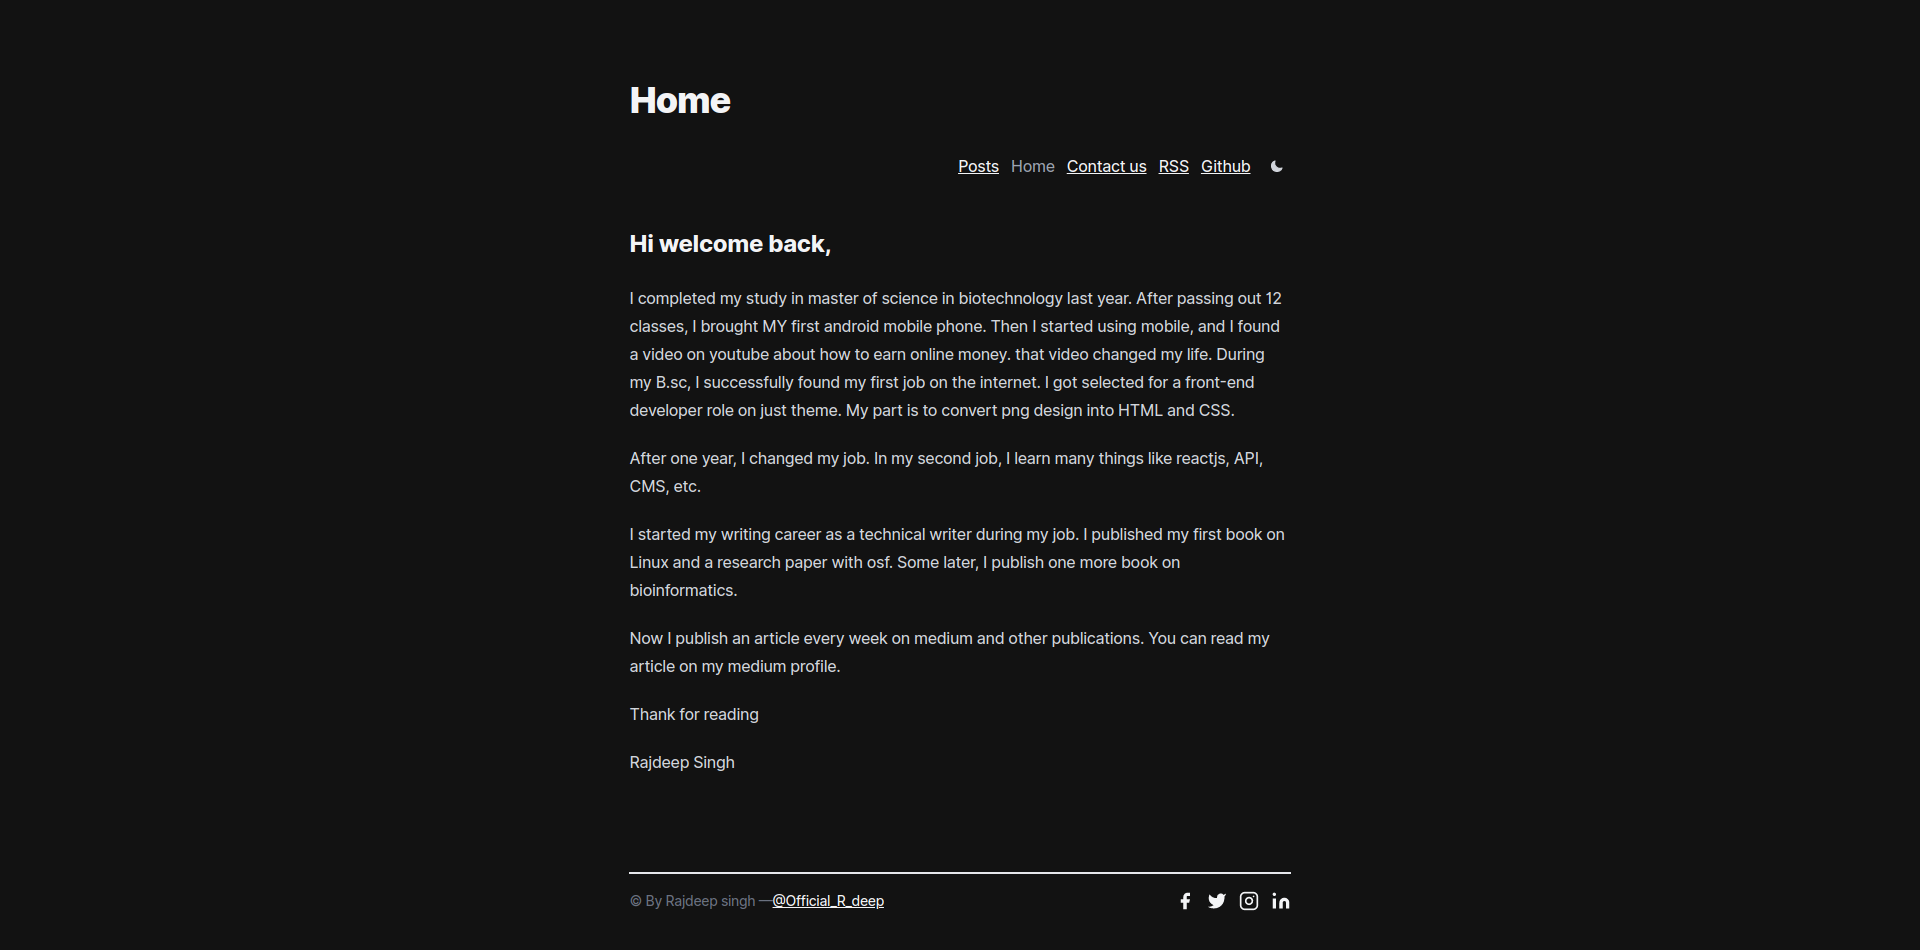 Home
Posts Home Contact us RSS Github
Hi welcome back,
I completed my study in master of science in biotechnology last year. After passing out 12
classes, I brought MY first android mobile phone. Then I started using mobile, and I found
a video on youtube about how to earn online money. that video changed my life. During
my B.sc, I successfully found my first job on the internet. I got selected for a front-end
developer role on just theme. My part is to convert png design into HTML and CSS.
After one year, I changed my job. In my second job, I learn many things like reactjs, API,
CMS, etc.
I started my writing career as a technical writer during my job. I published my first book on
Linux and a research paper with osf. Some later, I publish one more book on
bioinformatics.
Now I publish an article every week on medium and other publications. You can read my
article on my medium profile.
Thank for reading
Rajdeep Singh
© By Rajdeep singh —@Official_R_deep